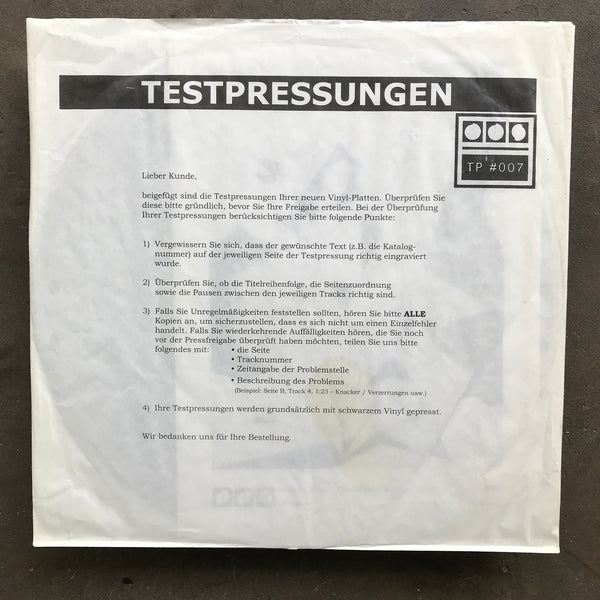 TESTPRESSUNGEN
TP #007
Lieber Kunde,
beigefügt sind die Testpressungen Ihrer neuen Vinyl-Platten. Überprüfen Sie
diese bitte gründlich, bevor Sie Ihre Freigabe erteilen. Bei der Überprüfung
Ihrer Testpressungen berücksichtigen Sie bitte folgende Punkte:
1) Vergewissern Sie sich, dass der gewünschte Text (z.B. die Katalog-
nummer) auf der jeweiligen Seite der Testpressung richtig eingraviert
wurde.
2) Überprüfen Sie, ob die Titelreihenfolge, die Seitenzuordnung
sowie die Pausen zwischen den jeweiligen Tracks richtig sind.
3) Falls Sie Unregelmäßigkeiten feststellen sollten, hören Sie bitte ALLE
Kopien an, um sicherzustellen, dass es sich nicht um einen Einzelfehler
handelt. Falls Sie wiederkehrende Auffälligkeiten hören, die Sie noch
vor der Pressfreigabe überprüft haben möchten, teilen Sie uns bitte
folgendes mit: • die Seite
• Tracknummer
• Zeitangabe der Problemstelle
• Beschreibung des Problems
(Beispiel: Seite B, Track 4, 1:23 – Knacker / Verzerrungen usw.)
4) Ihre Testpressungen werden grundsätzlich mit schwarzem Vinyl gepresst.
Wir bedanken uns für Ihre Bestellung.